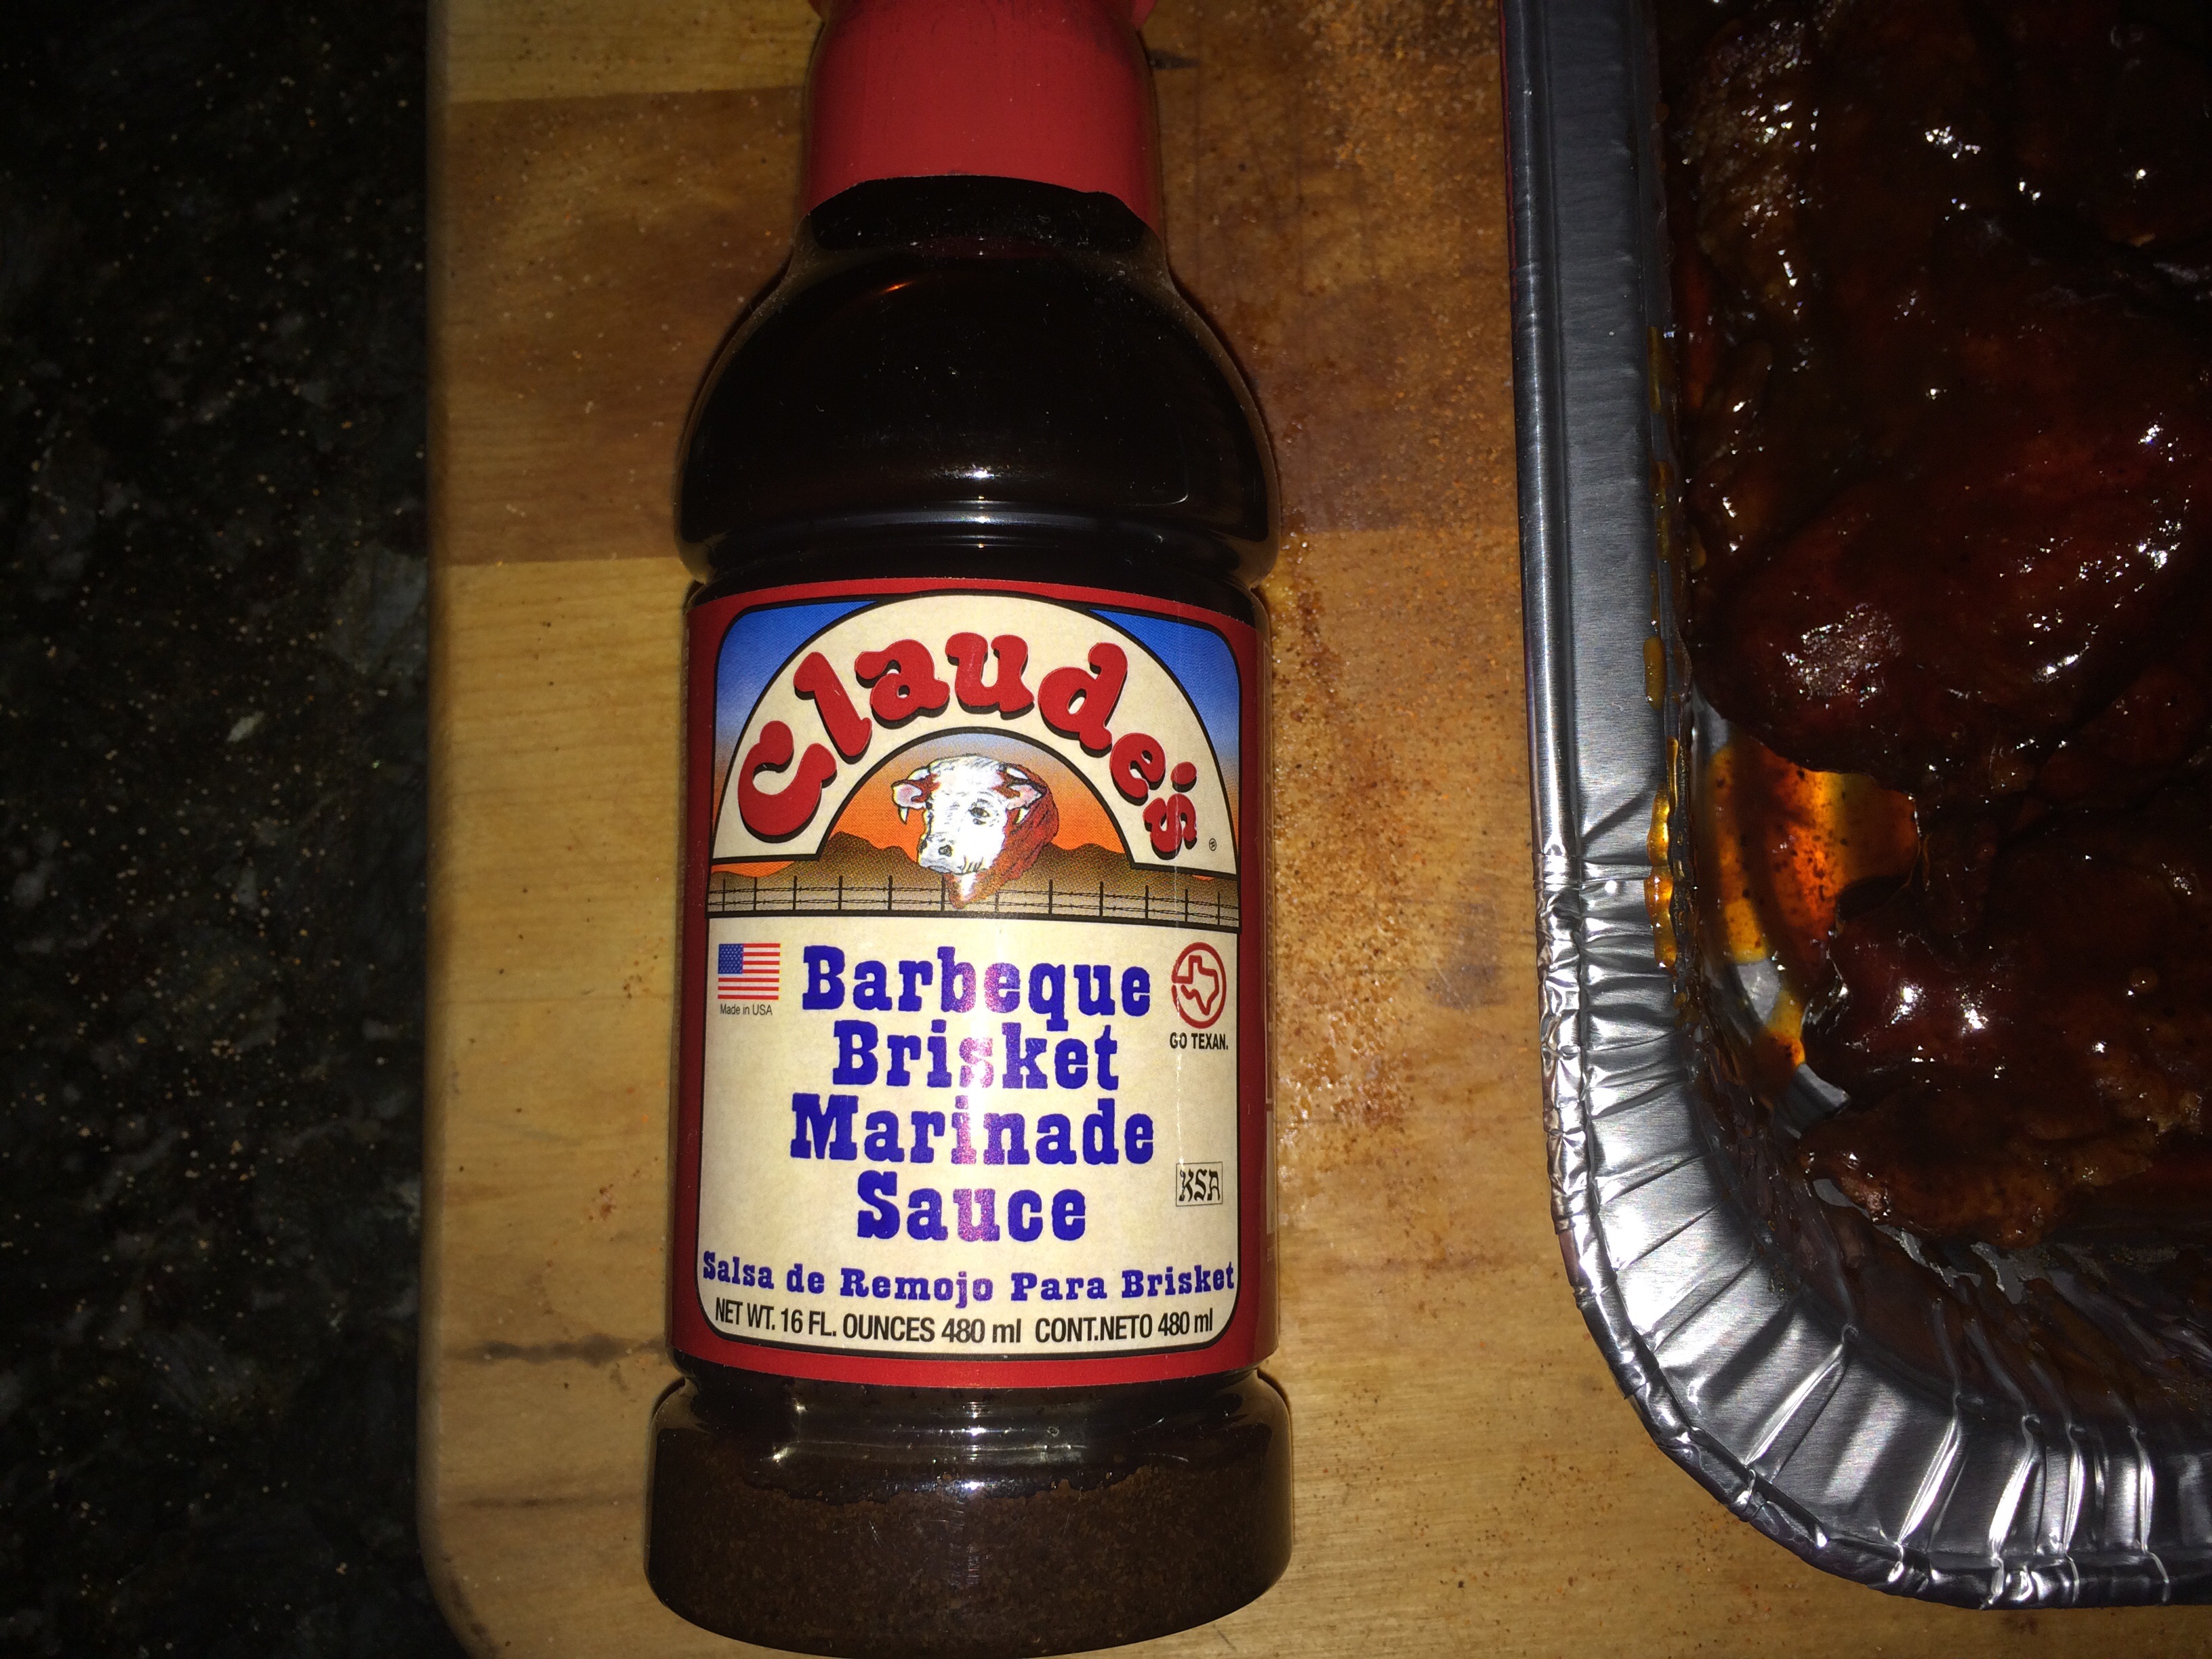 Claude's ®
Made in USA
Barbeque
Brisket
Marinade
Sauce
GO TEXAN.
KSA
Salsa de Remojo Para Brisket
NET WT. 16 FL. OUNCES 480 ml CONT.NETO 480 ml